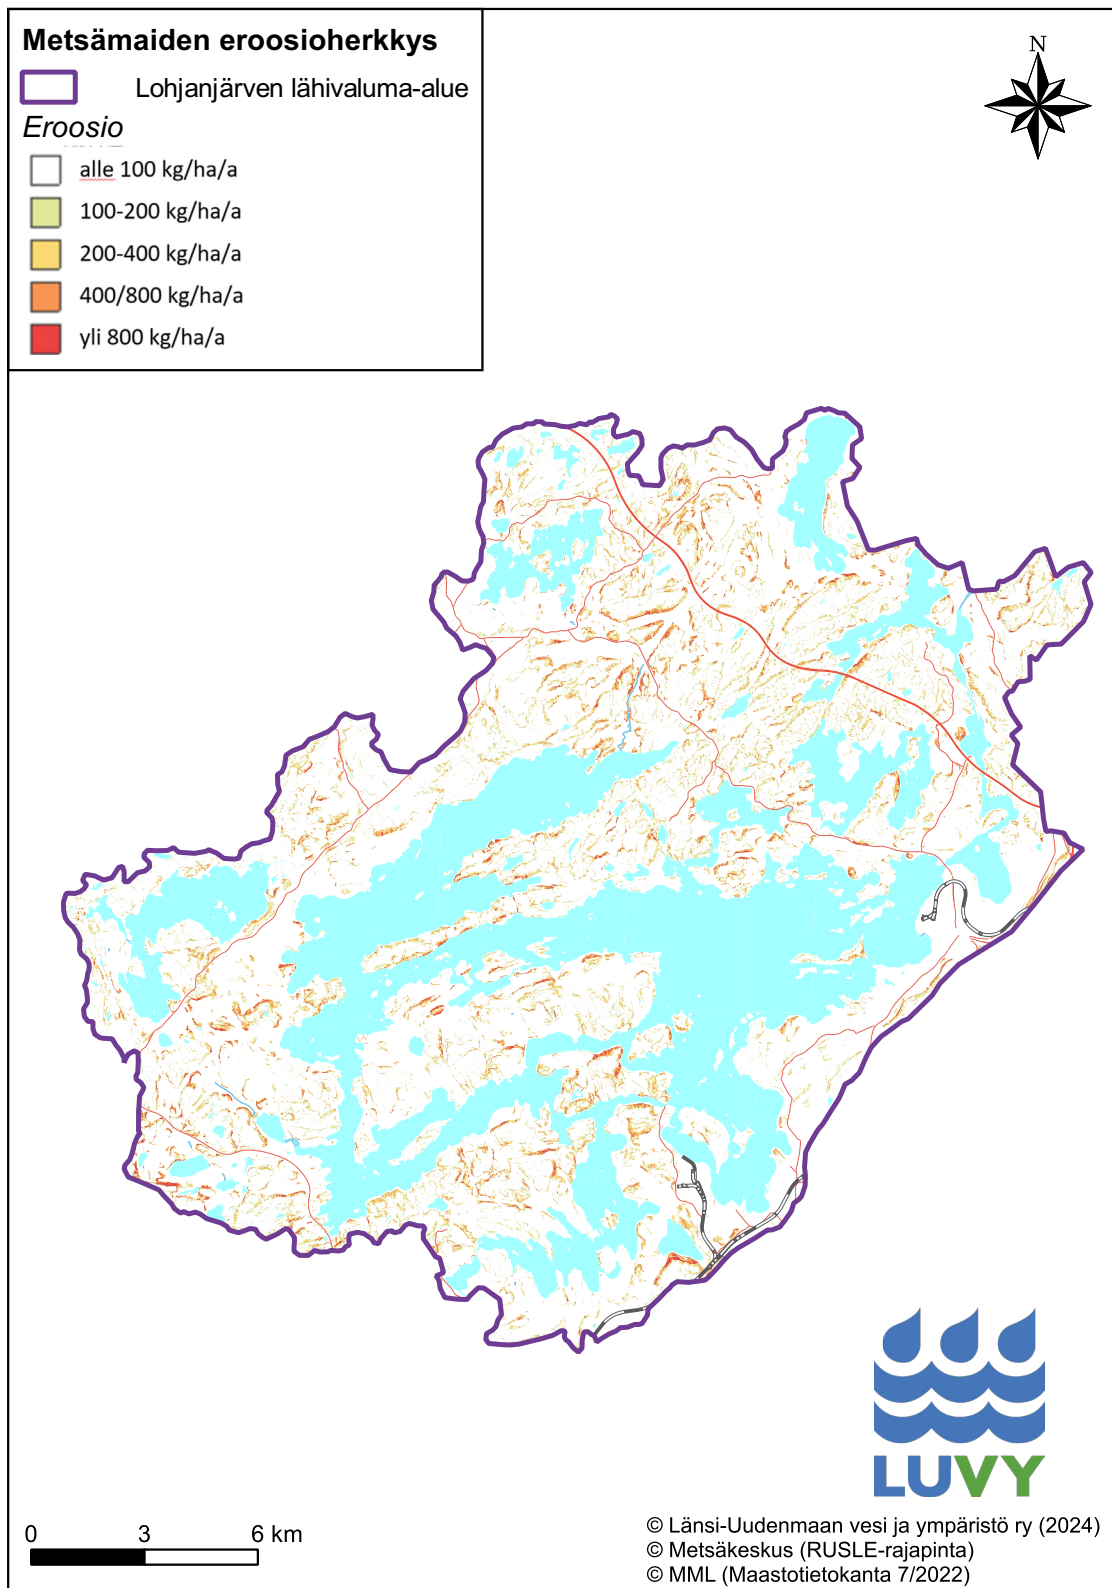 Metsämaiden eroosioherkkys
Lohjanjärven lähivaluma-alue
Eroosio
alle 100 kg/ha/a
100-200 kg/ha/a
200-400 kg/ha/a
400/800 kg/ha/a
yli 800 kg/ha/a
N
LUVY
0 3 6 km
© Länsi-Uudenmaan vesi ja ympäristö ry (2024)
© Metsäkeskus (RUSLE-rajapinta)
© MML (Maastotietokanta 7/2022)